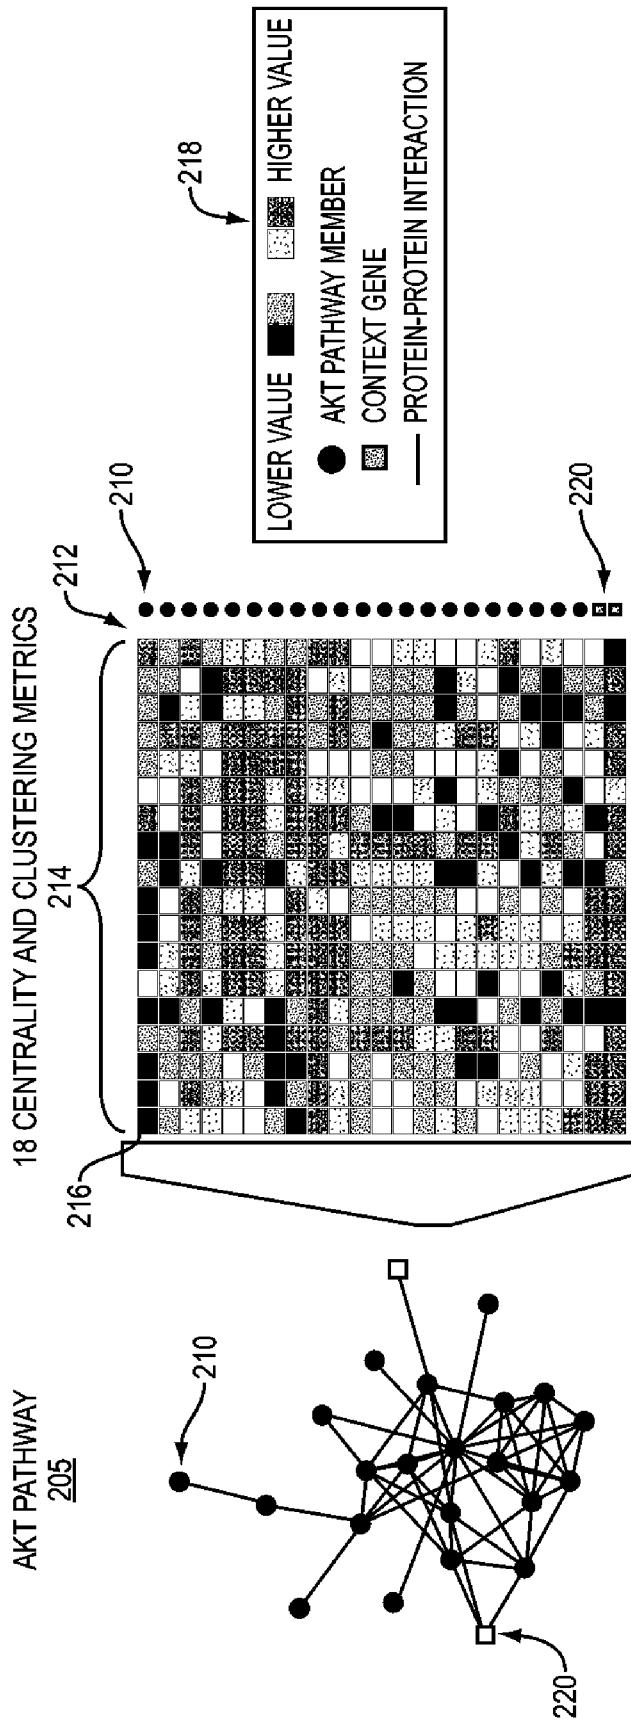 AKT PATHWAY
205
210
220
18 CENTRALITY AND CLUSTERING METRICS
214
216
212
210
220
218
LOWER VALUE HIGHER VALUE
AKT PATHWAY MEMBER
CONTEXT GENE
PROTEIN-PROTEIN INTERACTION